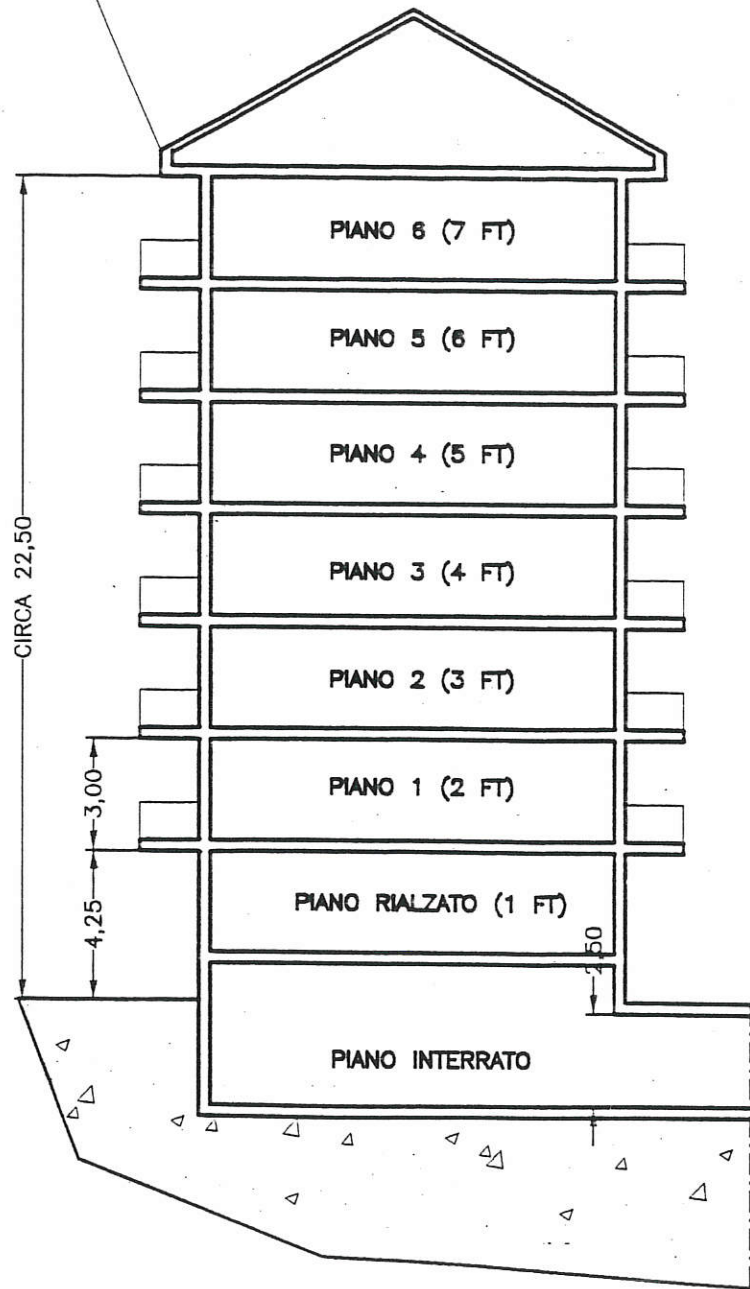 PIANO 6 (7 FT)
PIANO 5 (6 FT)
PIANO 4 (5 FT)
CIRCA 22,50
PIANO 3 (4 FT)
PIANO 2 (3 FT)
3,00
PIANO 1 (2 FT)
4,25
PIANO RIALZATO (1 FT)
2,50
PIANO INTERRATO